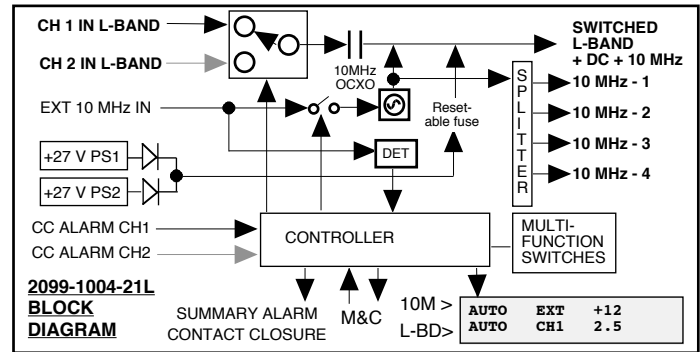 CH 1 IN L-BAND
CH 2 IN L-BAND
EXT 10 MHz IN
+27 V PS1
+27 V PS2
CC ALARM CH1
CC ALARM CH2
10MHz
OCXO
Reset-
able fuse
DET
SPLITTER
SWITCHED
L-BAND
+ DC + 10 MHz
10 MHz - 1
10 MHz - 2
10 MHz - 3
10 MHz - 4
CONTROLLER
MULTI-
FUNCTION
SWITCHES
2099-1004-21L
BLOCK
DIAGRAM
SUMMARY ALARM
CONTACT CLOSURE
M&C
10M > AUTO EXT +12
L-BD> AUTO CH1 2.5